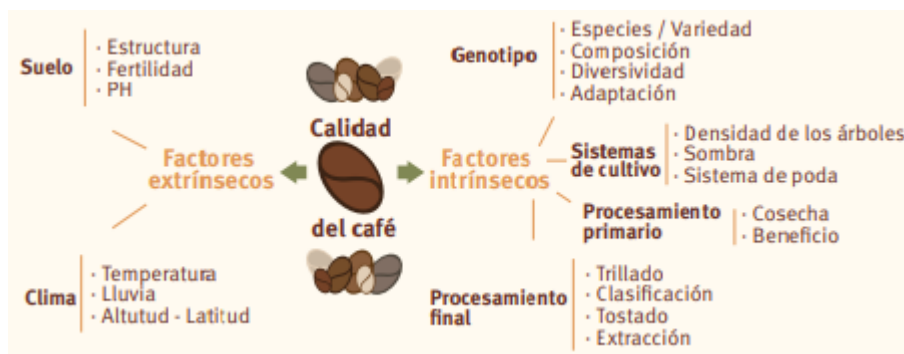 Suelo
· Estructura
· Fertilidad
· PH
Factores
extrínsecos
Clima
· Temperatura
· Lluvia
· Altutud - Latitud
Calidad
del café
Factores
intrínsecos
Genotipo
· Especies / Variedad
· Composición
· Diversividad
· Adaptación
Sistemas
de cultivo
· Densidad de los árboles
· Sombra
· Sistema de poda
Procesamiento
primario
· Cosecha
· Beneficio
Procesamiento
final
· Trillado
· Clasificación
· Tostado
· Extracción